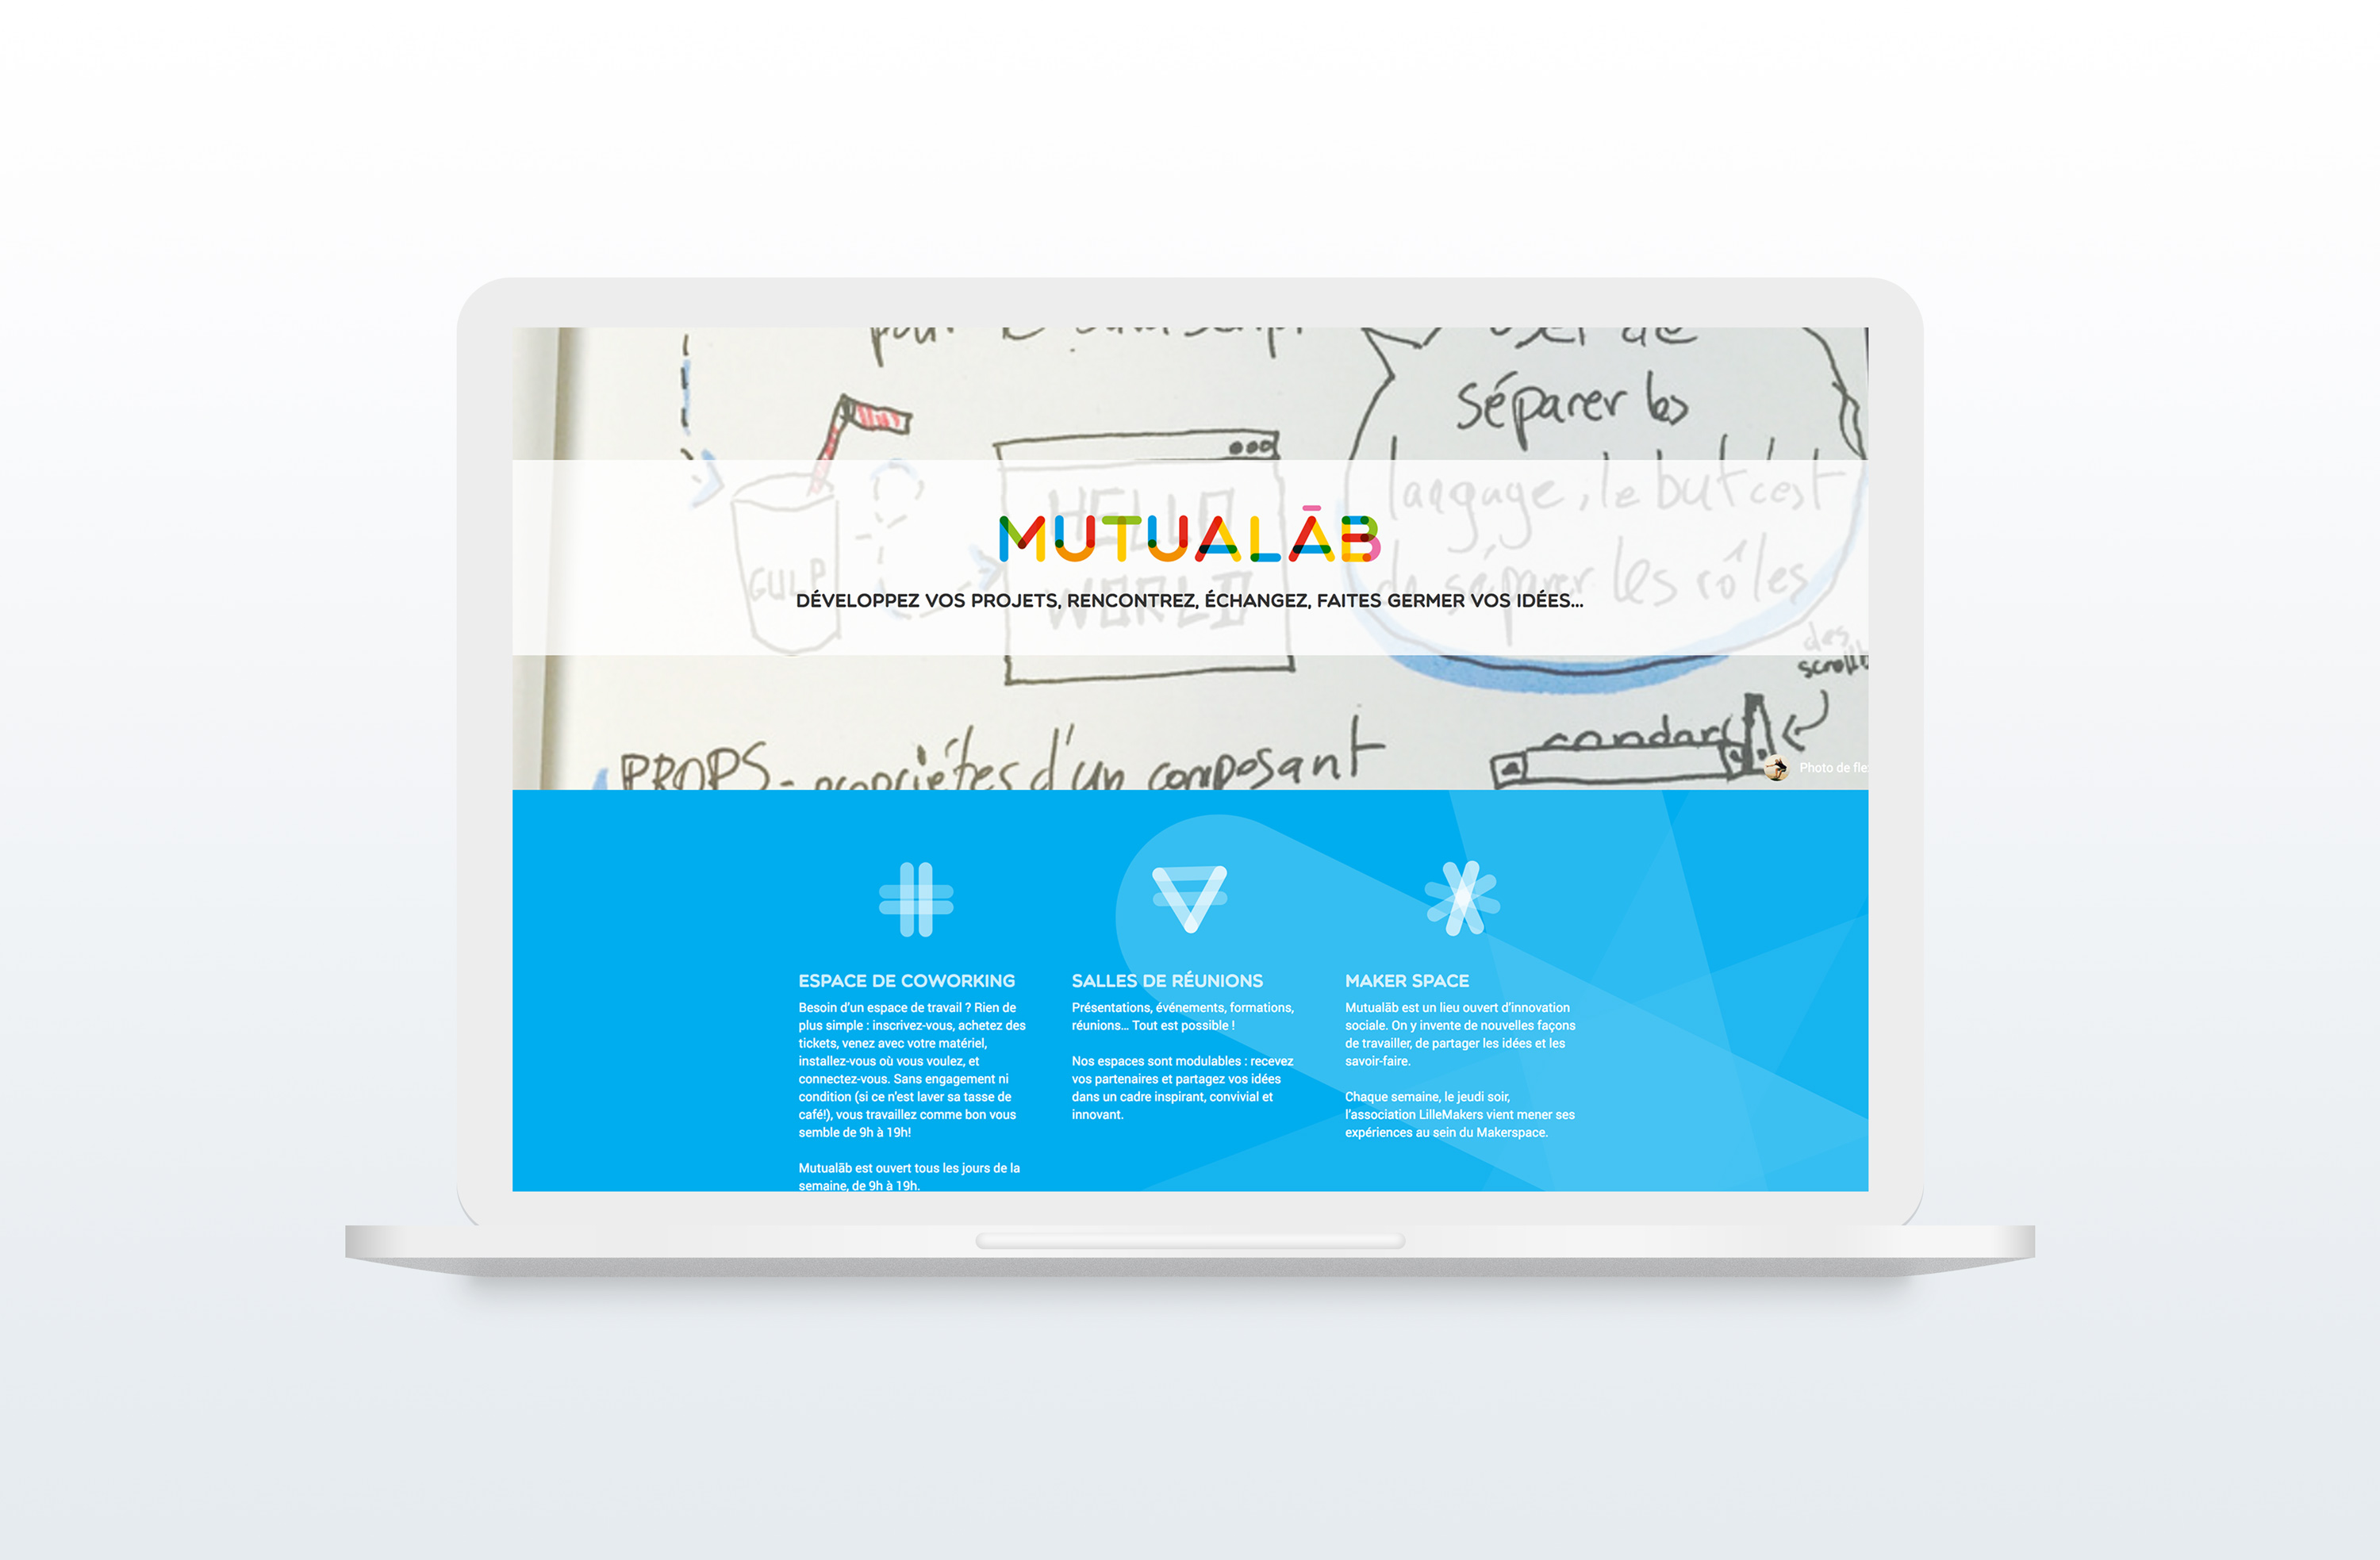 séparer les
langage, le but c'est
de séparer les rôles
HELLO
WORLD
GULP
MUTUALĀB
DÉVELOPPEZ VOS PROJETS, RENCONTREZ, ÉCHANGEZ, FAITES GERMER VOS IDÉES...
des
PROPS - propriétes d'un composant
Photo de
ESPACE DE COWORKING
Besoin d'un espace de travail ? Rien de
plus simple : inscrivez-vous, achetez des
tickets, venez avec votre matériel,
installez-vous où vous voulez, et
connectez-vous. Sans engagement ni
condition (si ce n'est laver sa tasse de
café!), vous travaillez comme bon vous
semble de 9h à 19h!
Mutualāb est ouvert tous les jours de la
semaine, de 9h à 19h.
SALLES DE RÉUNIONS
Présentations, événements, formations,
réunions... Tout est possible !
Nos espaces sont modulables : recevez
vos partenaires et partagez vos idées
dans un cadre inspirant, convivial et
innovant.
MAKER SPACE
Mutualāb est un lieu ouvert d'innovation
sociale. On y invente de nouvelles façons
de travailler, de partager les idées et les
savoir-faire.
Chaque semaine, le jeudi soir,
l'association LilleMakers vient mener ses
expériences au sein du Makerspace.